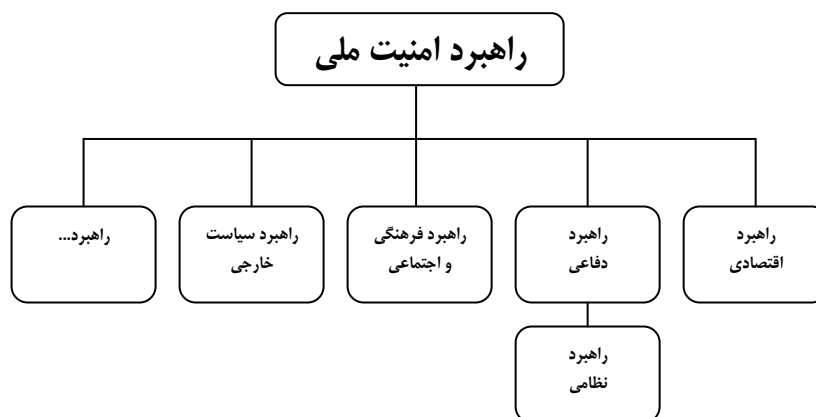 راهبرد امنیت ملی
راهبرد
اقتصادی
راهبرد
دفاعی
راهبرد فرهنگی
و اجتماعی
راهبرد سیاست
خارجی
راهبرد...
راهبرد
نظامی